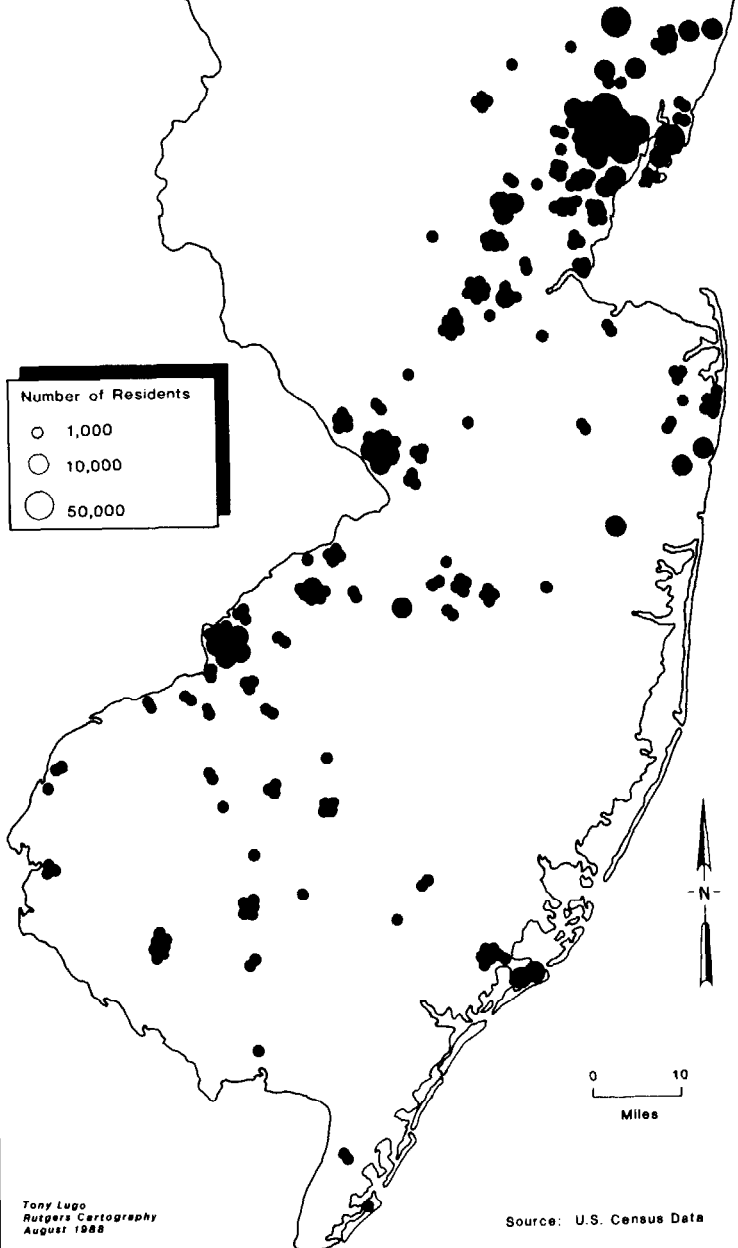 Number of Residents
1,000
10,000
50,000
N
0 10
Miles
Tony Lugo
Rutgers Cartography
August 1988
Source: U.S. Census Data